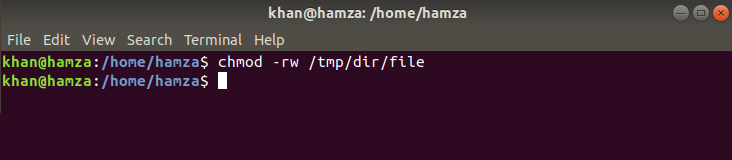 khan@hamza: /home/hamza
File Edit View Search Terminal Help
khan@hamza:/home/hamza$ chmod -rw /tmp/dir/file
khan@hamza:/home/hamza$